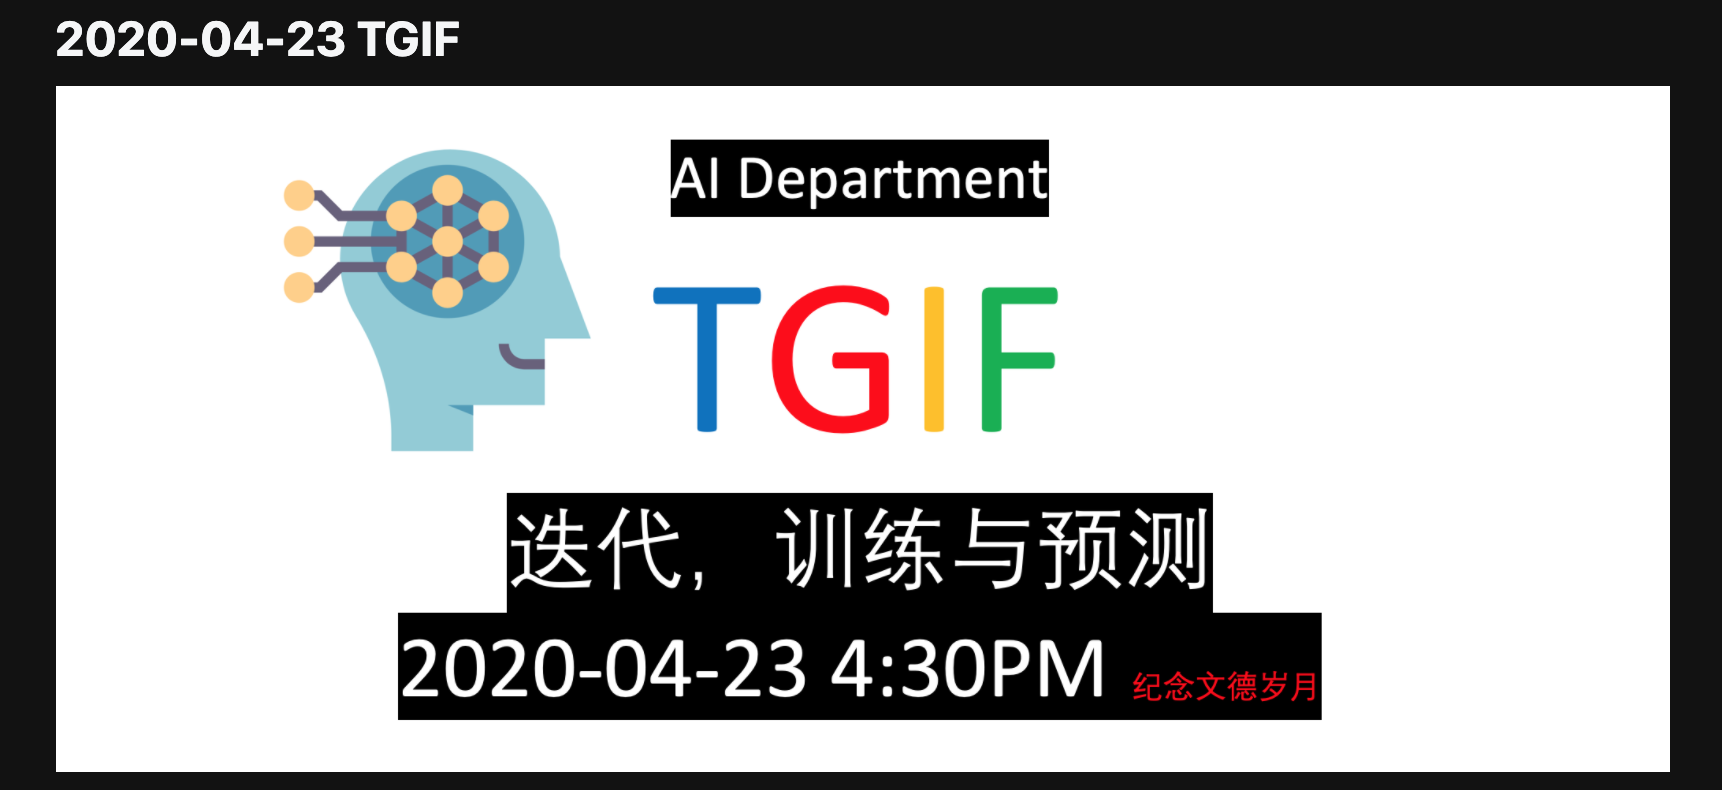 2020-04-23 TGIF
AI Department
TGIF
迭代，训练与预测
2020-04-23 4:30PM 纪念文德岁月